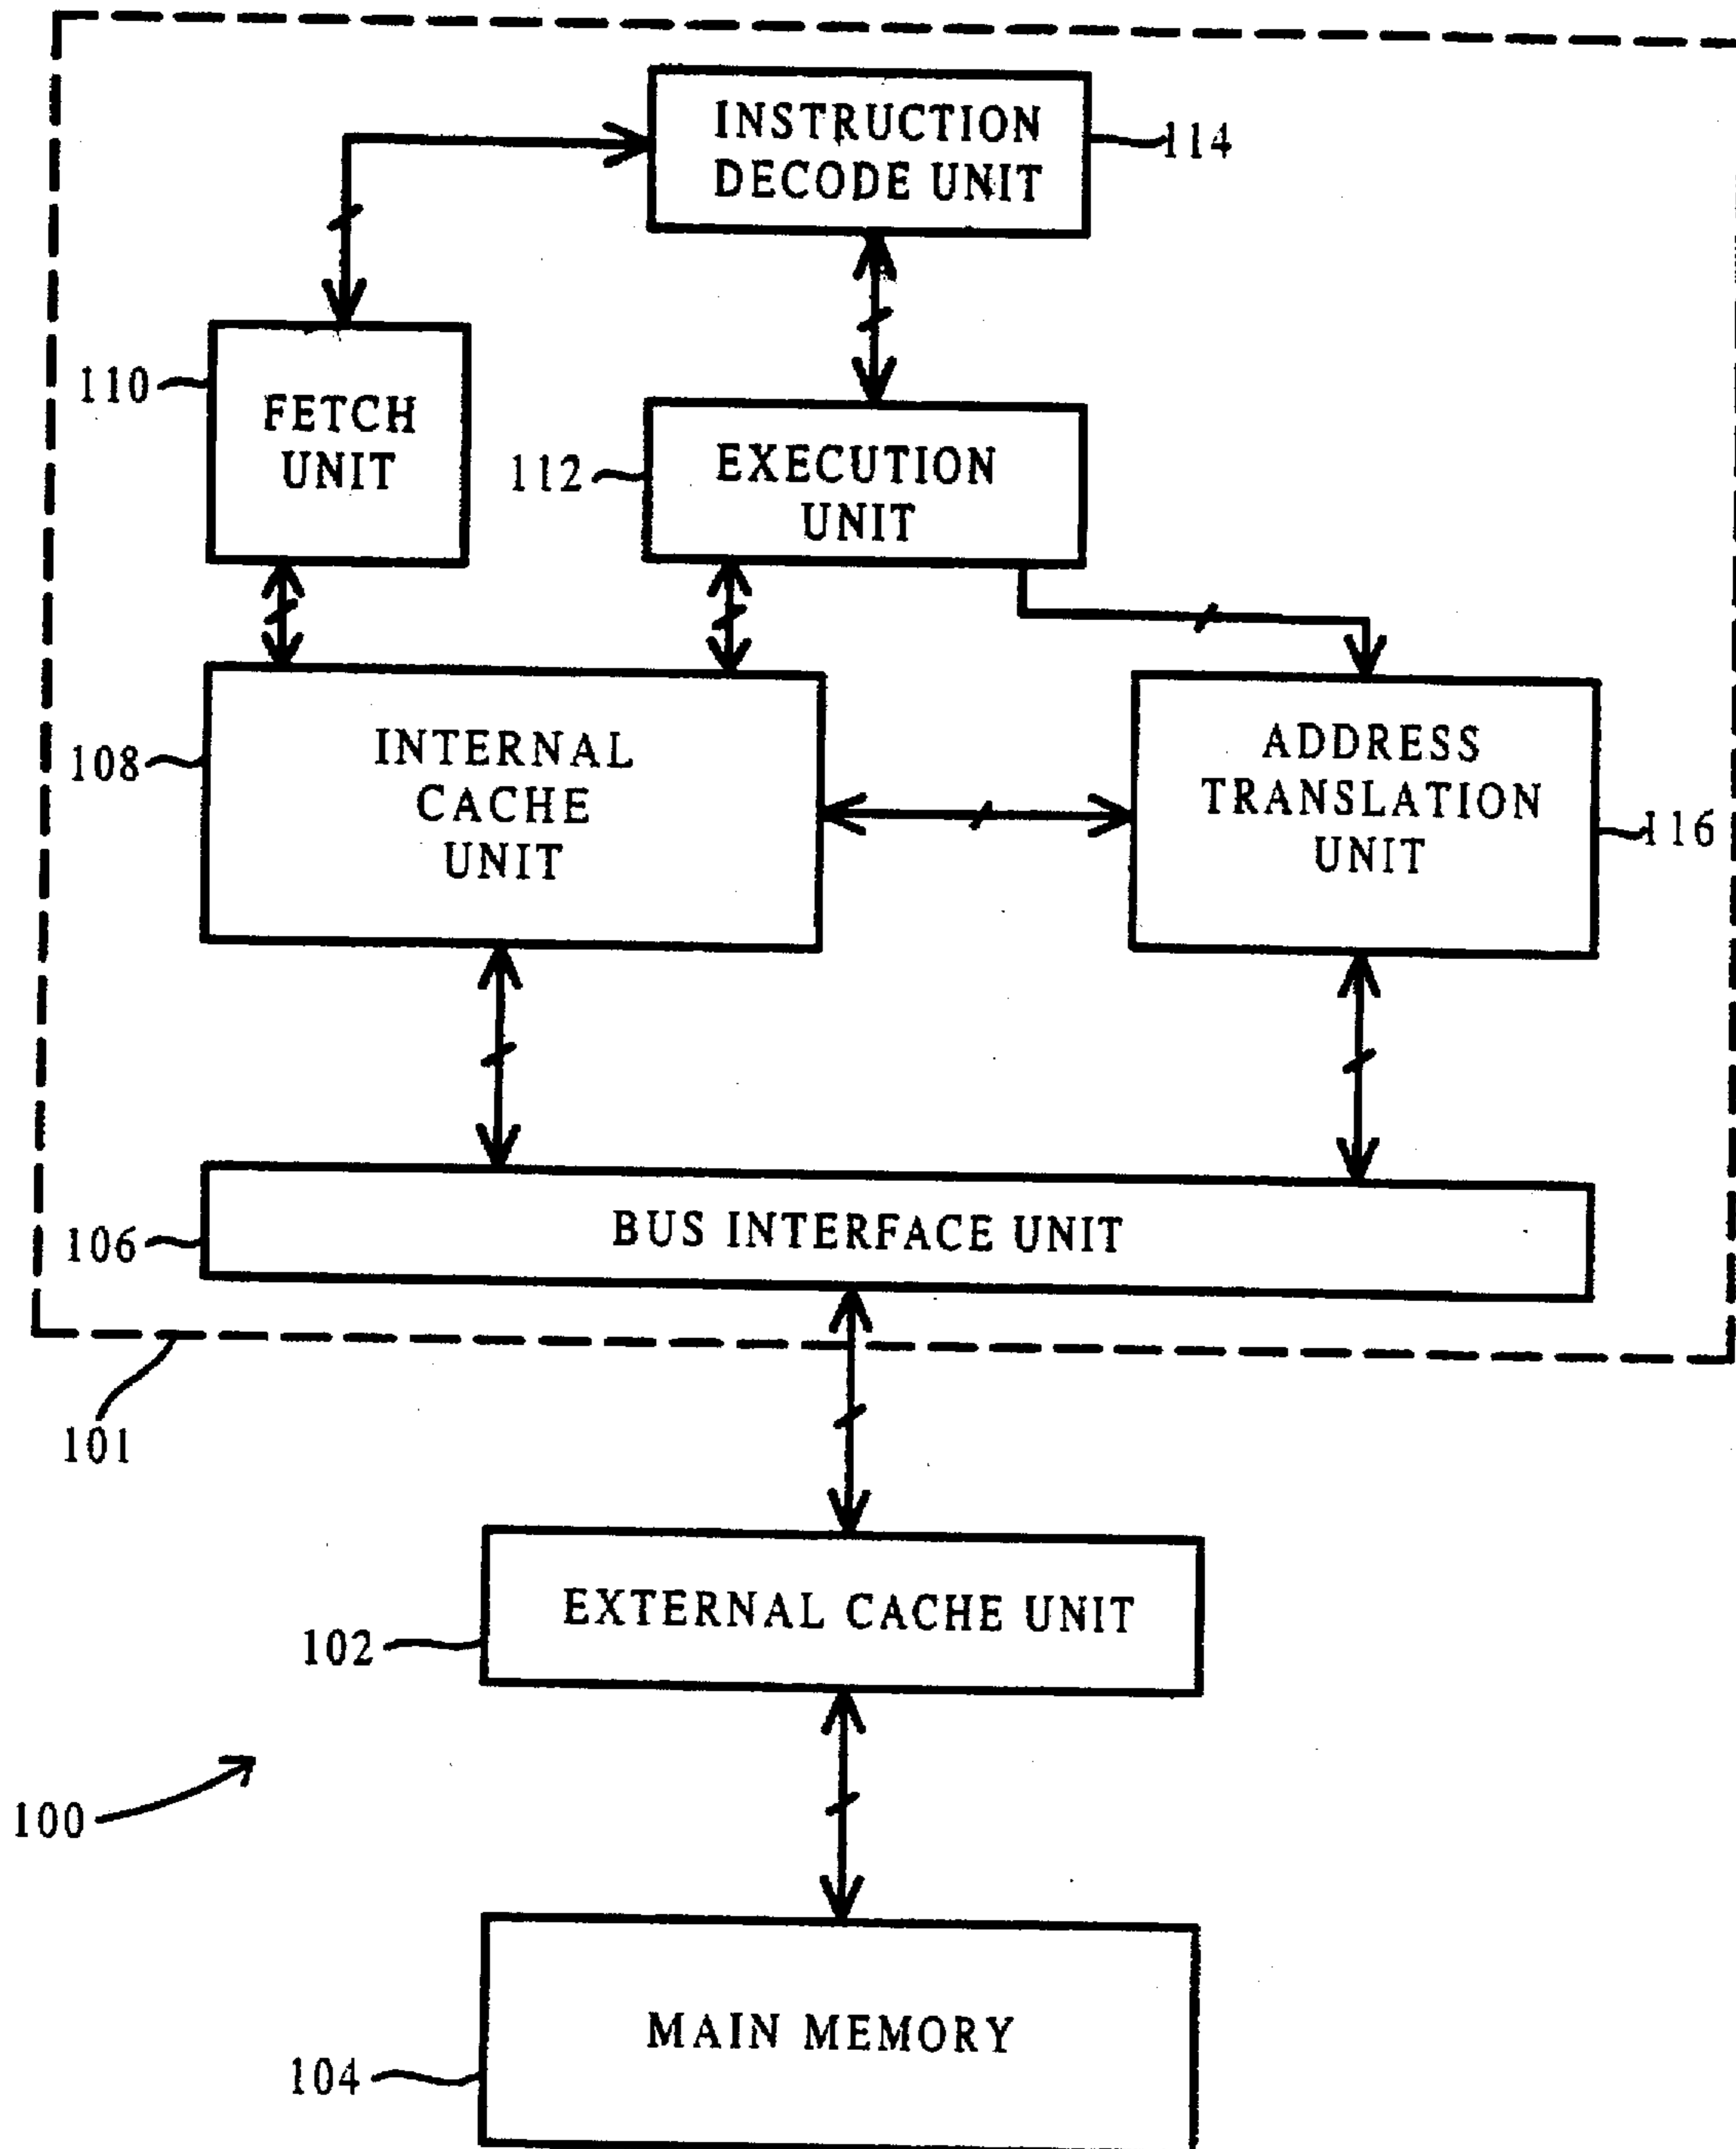 INSTRUCTION
DECODE UNIT
114
110
FETCH
UNIT
112
EXECUTION
UNIT
108
INTERNAL
CACHE
UNIT
ADDRESS
TRANSLATION
UNIT
116
106
BUS INTERFACE UNIT
101
EXTERNAL CACHE UNIT
102
100
MAIN MEMORY
104